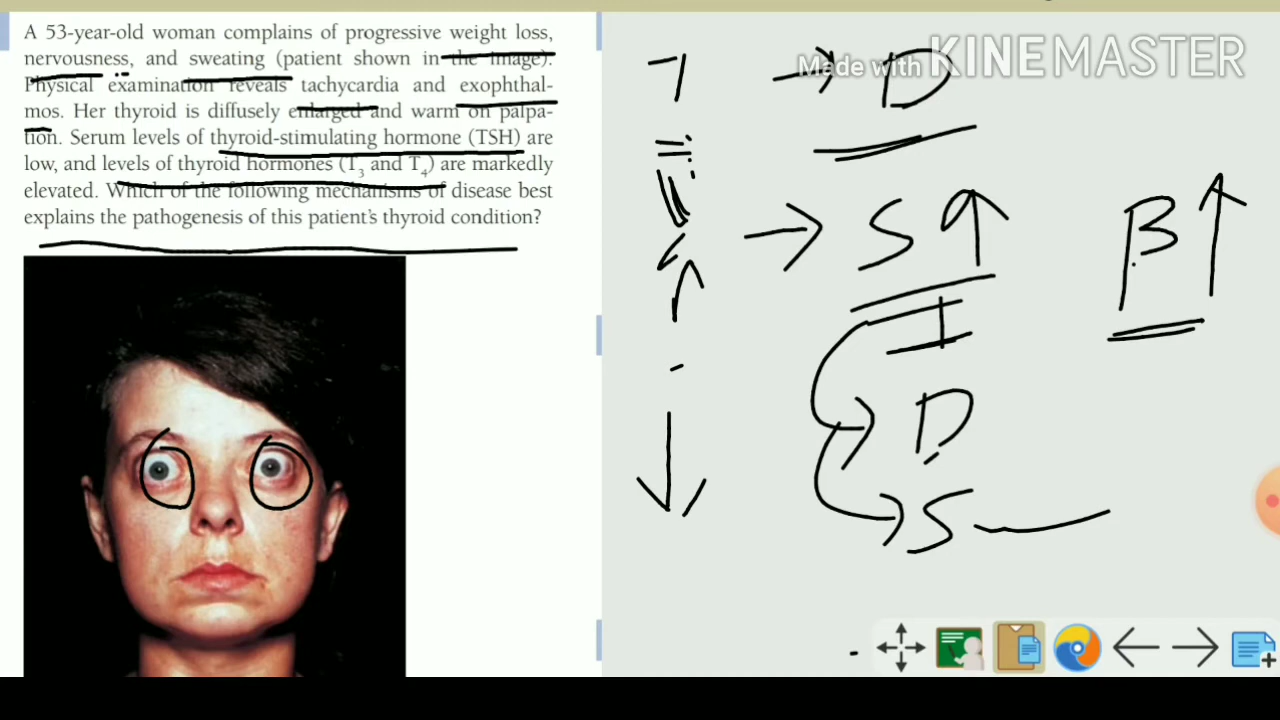 A 53-year-old woman complains of progressive weight loss,
nervousness, and sweating (patient shown in the image).
Physical examination reveals tachycardia and exophthal-
mos. Her thyroid is diffusely enlarged and warm on palpa-
tion. Serum levels of thyroid-stimulating hormone (TSH) are
low, and levels of thyroid hormones (T₃ and T₄) are markedly
elevated. Which of the following mechanisms of disease best
explains the pathogenesis of this patient's thyroid condition?
Made with KINEMASTER
D
S
β
I
D
S